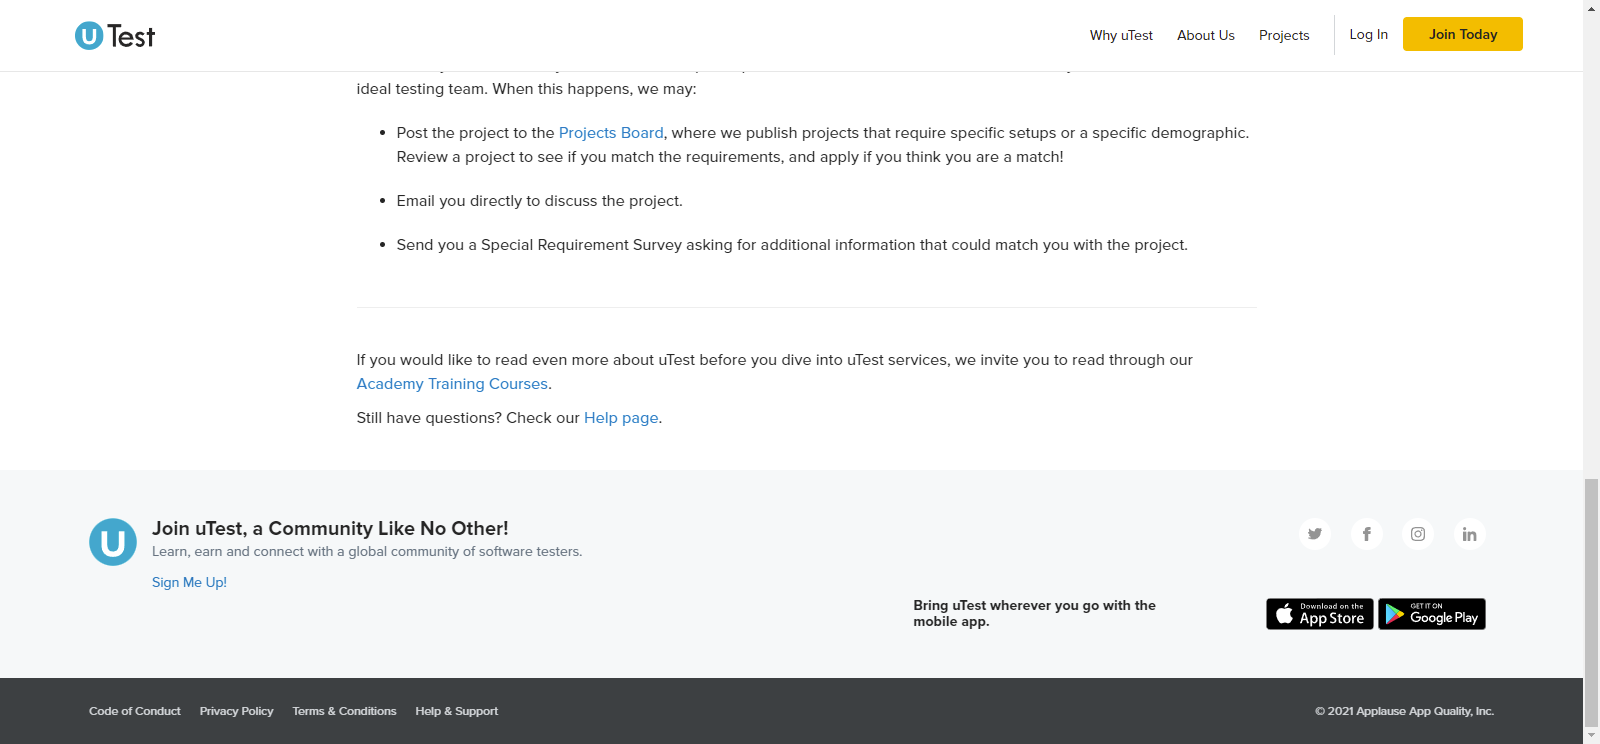 uTest
Why uTest
About Us
Projects
Log In
Join Today
ideal testing team. When this happens, we may:
Post the project to the Projects Board, where we publish projects that require specific setups or a specific demographic.
Review a project to see if you match the requirements, and apply if you think you are a match!
Email you directly to discuss the project.
Send you a Special Requirement Survey asking for additional information that could match you with the project.
If you would like to read even more about uTest before you dive into uTest services, we invite you to read through our
Academy Training Courses.
Still have questions? Check our Help page.
U
Join uTest, a Community Like No Other!
Learn, earn and connect with a global community of software testers.
Sign Me Up!
f
in
Bring uTest wherever you go with the
mobile app.
Download on the
App Store
GET IT ON
Google Play
Code of Conduct
Privacy Policy
Terms & Conditions
Help & Support
© 2021 Applause App Quality, Inc.